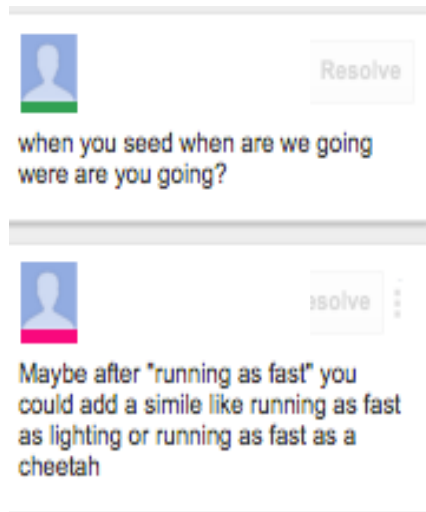 Resolve
when you seed when are we going
were are you going?
esolve
Maybe after "running as fast" you
could add a simile like running as fast
as lighting or running as fast as a
cheetah